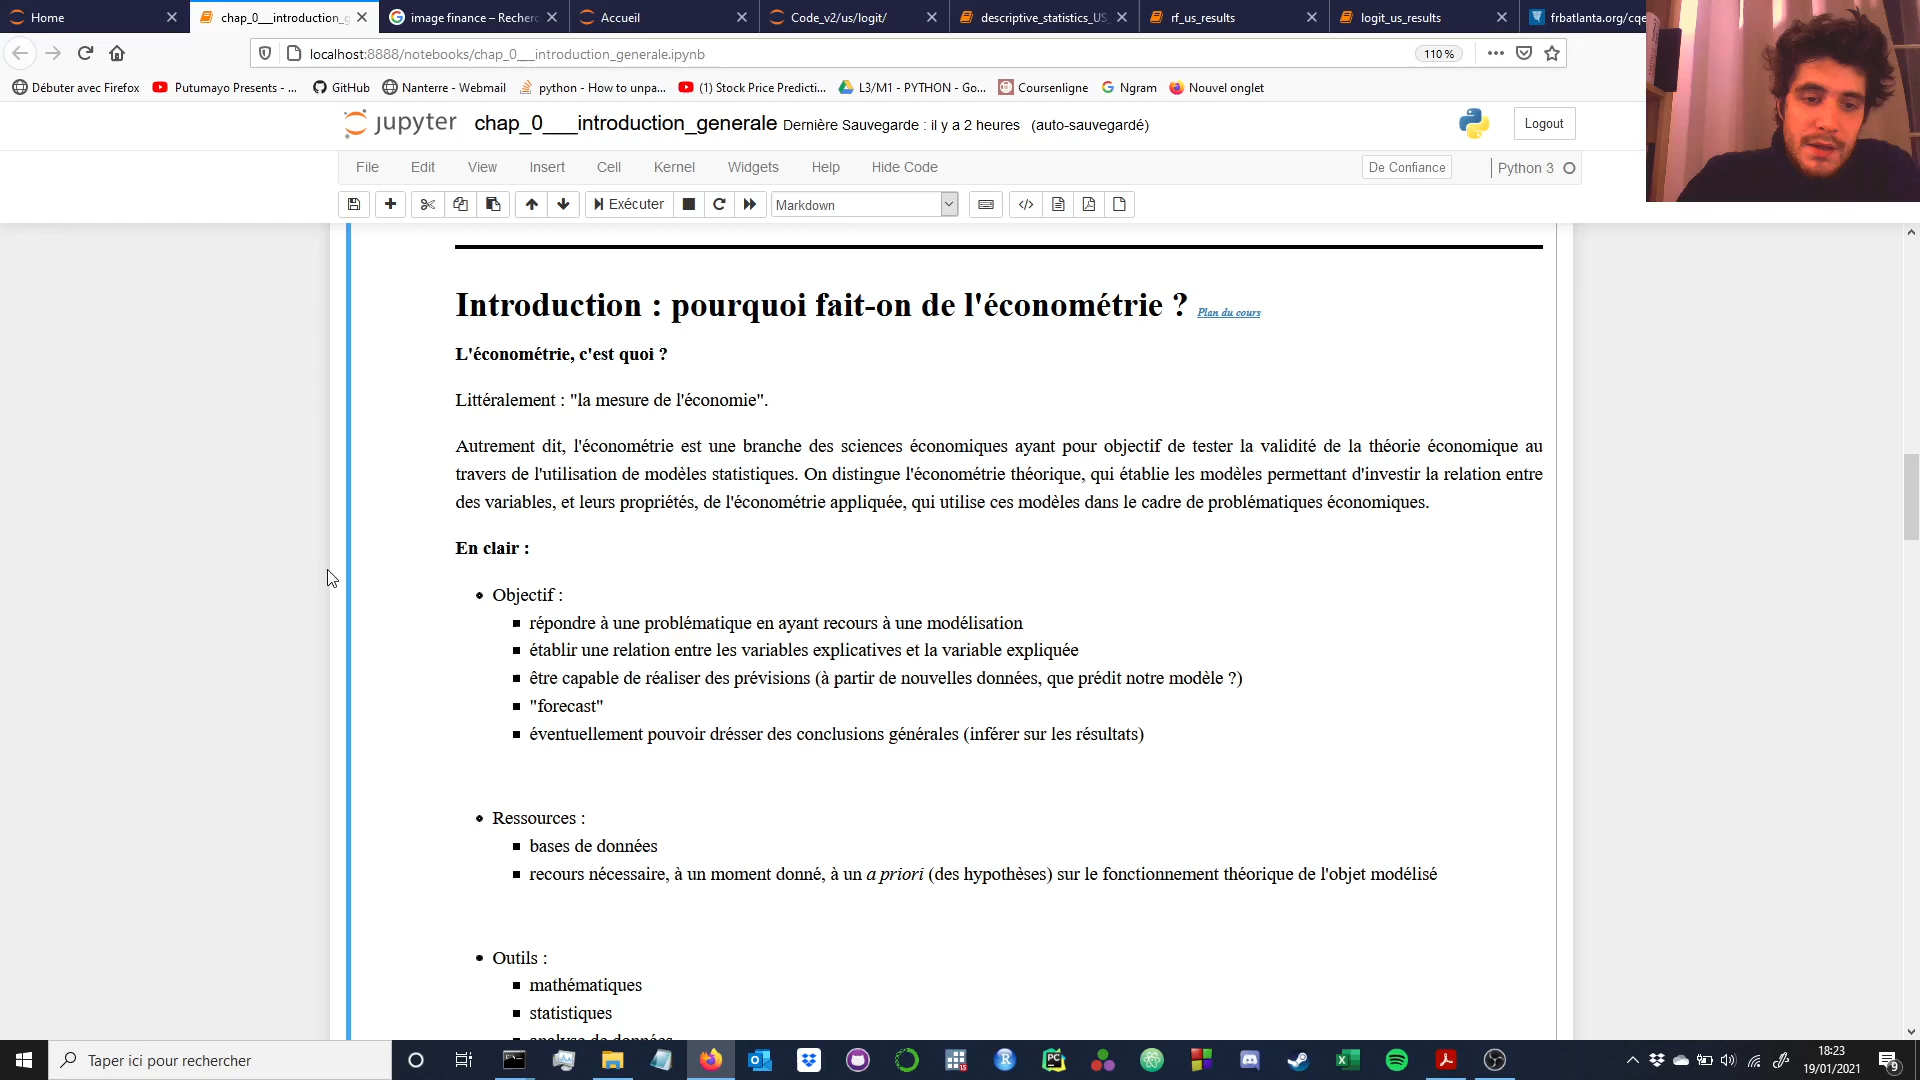 Home
chap_0___introduction_g
image finance – Recher
Accueil
Code_v2/us/logit/
descriptive_statistics_US_
rf_us_results
logit_us_results
frbatlanta.org/cqe
localhost:8888/notebooks/chap_0___introduction_generale.ipynb
110 %
Débuter avec Firefox
Putumayo Presents - ...
GitHub
Nanterre - Webmail
python - How to unpa...
(1) Stock Price Predicti...
L3/M1 - PYTHON - Go...
Coursenligne
Ngram
Nouvel onglet
jupyter chap_0___introduction_generale Dernière Sauvegarde : il y a 2 heures (auto-sauvegardé)
Logout
File Edit View Insert Cell Kernel Widgets Help Hide Code
De Confiance
Python 3
Exécuter
Markdown
Introduction : pourquoi fait-on de l'économétrie ? Plan du cours
L'économétrie, c'est quoi ?
Littéralement : "la mesure de l'économie".
Autrement dit, l'économétrie est une branche des sciences économiques ayant pour objectif de tester la validité de la théorie économique au
travers de l'utilisation de modèles statistiques. On distingue l'économétrie théorique, qui établie les modèles permettant d'investir la relation entre
des variables, et leurs propriétés, de l'économétrie appliquée, qui utilise ces modèles dans le cadre de problématiques économiques.
En clair :
Objectif :
répondre à une problématique en ayant recours à une modélisation
établir une relation entre les variables explicatives et la variable expliquée
être capable de réaliser des prévisions (à partir de nouvelles données, que prédit notre modèle ?)
"forecast"
éventuellement pouvoir drésser des conclusions générales (inférer sur les résultats)
Ressources :
bases de données
recours nécessaire, à un moment donné, à un a priori (des hypothèses) sur le fonctionnement théorique de l'objet modélisé
Outils :
mathématiques
statistiques
analyse de données
Taper ici pour rechercher
18:23
19/01/2021
9